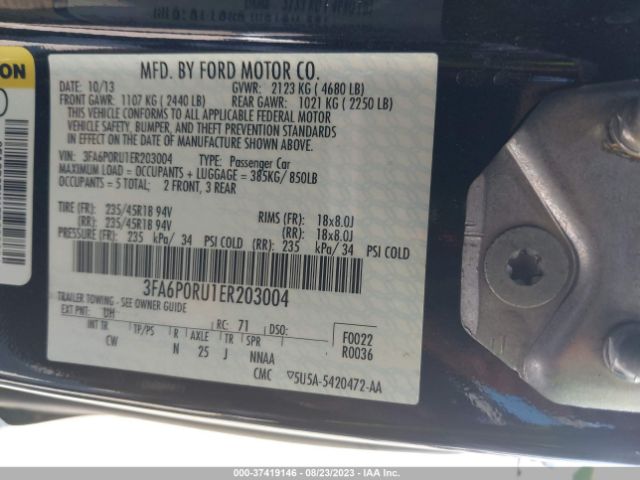 ON
MFD. BY FORD MOTOR CO.
10/13 GVWR: 2123 KG (4680 LB)
FRONT GAWR: 1107 KG (2440 LB) REAR GAWR: 1021 KG (2250 LB)
THIS VEHICLE CONFORMS TO ALL APPLICABLE FEDERAL MOTOR
VEHICLE SAFETY, BUMPER, AND THEFT PREVENTION STANDARDS
IN EFFECT ON THE DATE OF MANUFACTURE SHOWN ABOVE.
VIN: 3FA6P0RU1ER203004 TYPE: Passenger Car
MAXIMUM LOAD = OCCUPANTS + LUGGAGE = 385KG/ 850LB
OCCUPANTS = 5 TOTAL; 2 FRONT, 3 REAR
TIRE (FR): 235/45R18 94V RIMS (FR): 18x8.0J
(RR): 235/45R18 94V (RR): 18x8.0J
PRESSURE (FR): 235 kPa/ 34 PSI COLD (RR): 235 kPa/ 34 PSI COLD
3FA6P0RU1ER203004
TRAILER TOWING - SEE OWNER GUIDE
EXT PNT: UH RC: 71 DSO: F0022
INT TR TP/PS R AXLE TR SPR R0036
CW N 25 J NNAA
CMC ▽5U5A-5420472-AA
000-37419146 - 08/23/2023 - IAA Inc.